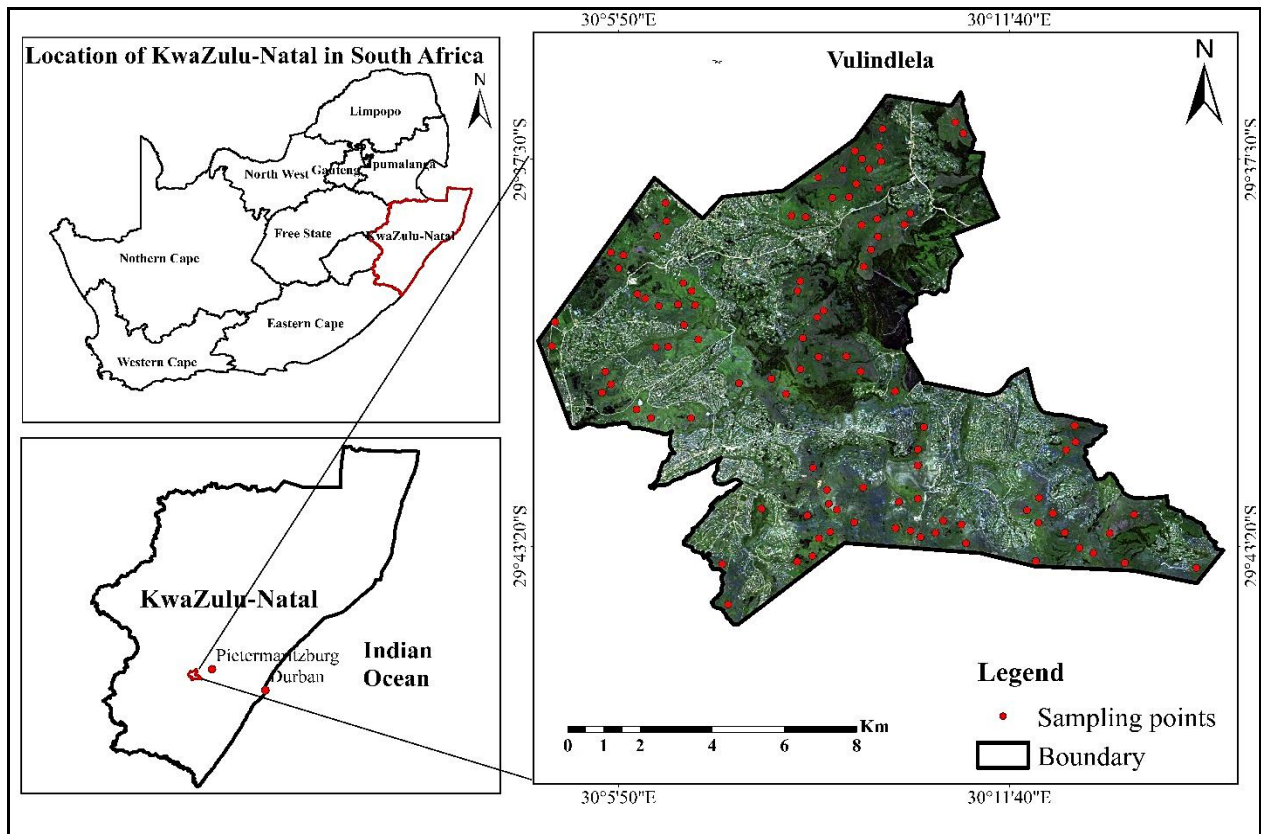 Location of KwaZulu-Natal in South Africa
N
Limpopo
North West
Gauteng
Mpumalanga
Free State
KwaZulu-Natal
Nothern Cape
Eastern Cape
Western Cape
KwaZulu-Natal
Pietermaritzburg
Durban
Indian
Ocean
30°5'50"E
30°11'40"E
Vulindlela
N
29°37'30"S
29°37'30"S
29°43'20"S
29°43'20"S
Legend
Sampling points
Boundary
Km
0 1 2 4 6 8
30°5'50"E
30°11'40"E